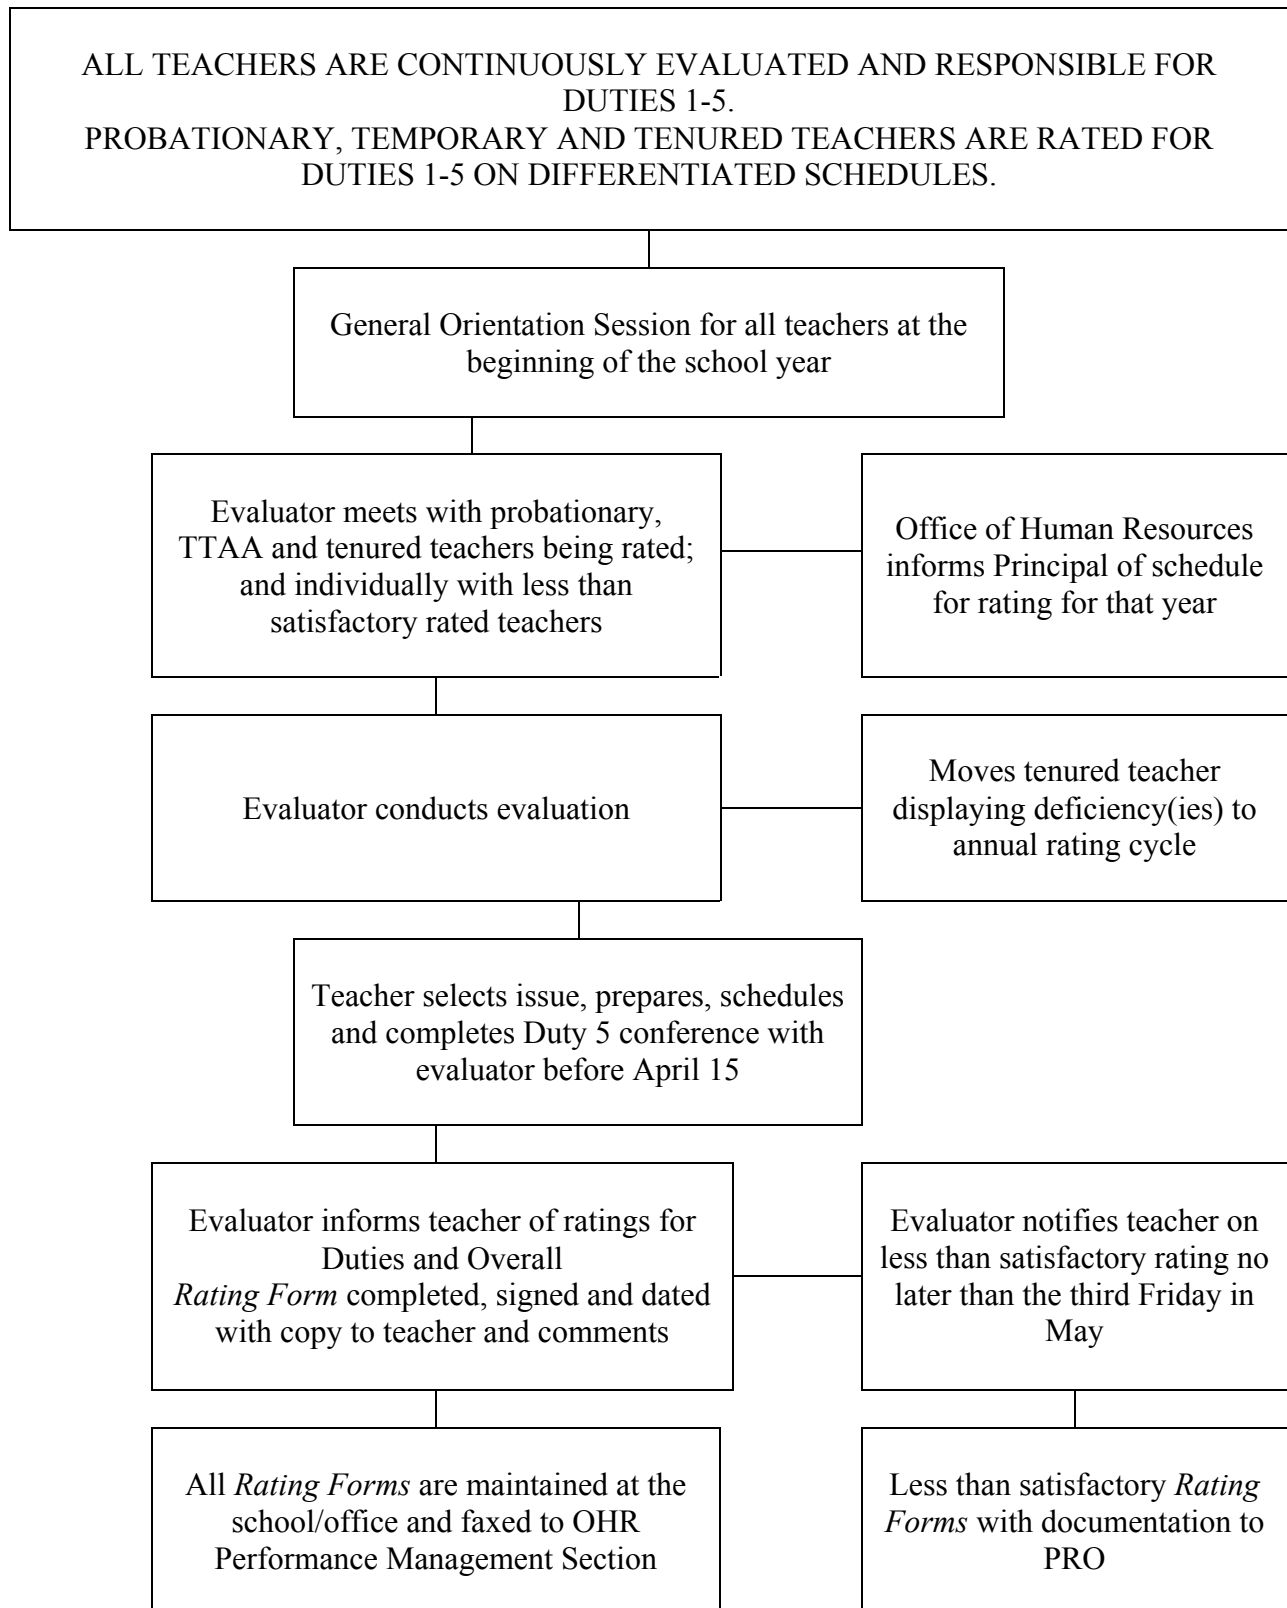 ALL TEACHERS ARE CONTINUOUSLY EVALUATED AND RESPONSIBLE FOR
DUTIES 1-5.
PROBATIONARY, TEMPORARY AND TENURED TEACHERS ARE RATED FOR
DUTIES 1-5 ON DIFFERENTIATED SCHEDULES.
General Orientation Session for all teachers at the
beginning of the school year
Evaluator meets with probationary,
TTAA and tenured teachers being rated;
and individually with less than
satisfactory rated teachers
Office of Human Resources
informs Principal of schedule
for rating for that year
Evaluator conducts evaluation
Moves tenured teacher
displaying deficiency(ies) to
annual rating cycle
Teacher selects issue, prepares, schedules
and completes Duty 5 conference with
evaluator before April 15
Evaluator informs teacher of ratings for
Duties and Overall
Rating Form completed, signed and dated
with copy to teacher and comments
Evaluator notifies teacher on
less than satisfactory rating no
later than the third Friday in
May
All Rating Forms are maintained at the
school/office and faxed to OHR
Performance Management Section
Less than satisfactory Rating
Forms with documentation to
PRO